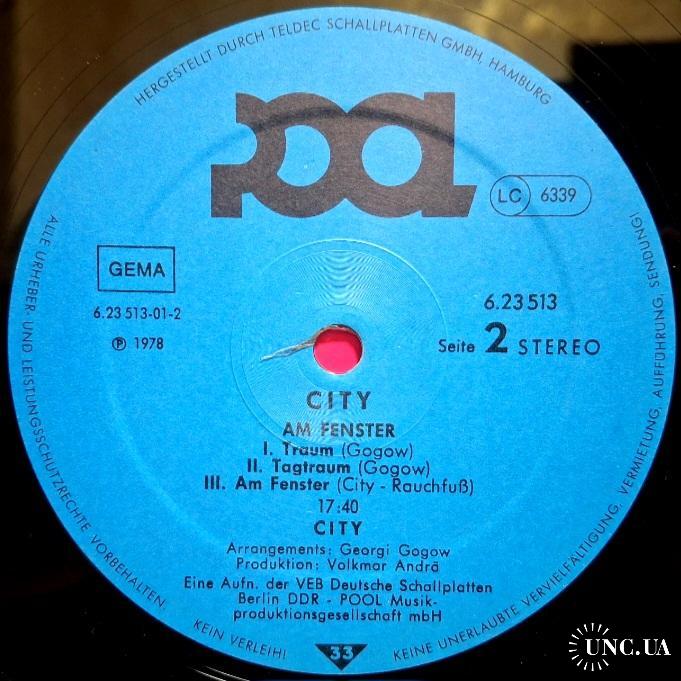 HERGESTELLT DURCH TELDEC SCHALLPLATTEN GMBH, HAMBURG
POOL
LC 6339
GEMA
6.23 513-01-2
℗ 1978
6.23 513
Seite 2 STEREO
CITY
AM FENSTER
I. Traum (Gogow)
II. Tagtraum (Gogow)
III. Am Fenster (City - Rauchfuß)
17:40
CITY
Arrangements: Georgi Gogow
Produktion: Volkmar Andrä
Eine Aufn. der VEB Deutsche Schallplatten
Berlin DDR - POOL Musik-
produktionsgesellschaft mbH
33
ALLE URHEBER- UND LEISTUNGSSCHUTZRECHTE VORBEHALTEN. KEIN VERLEIH! KEINE UNERLAUBTE VERVIELFÄLTIGUNG, VERMIETUNG, AUFFÜHRUNG, SENDUNG!
UNC.UA